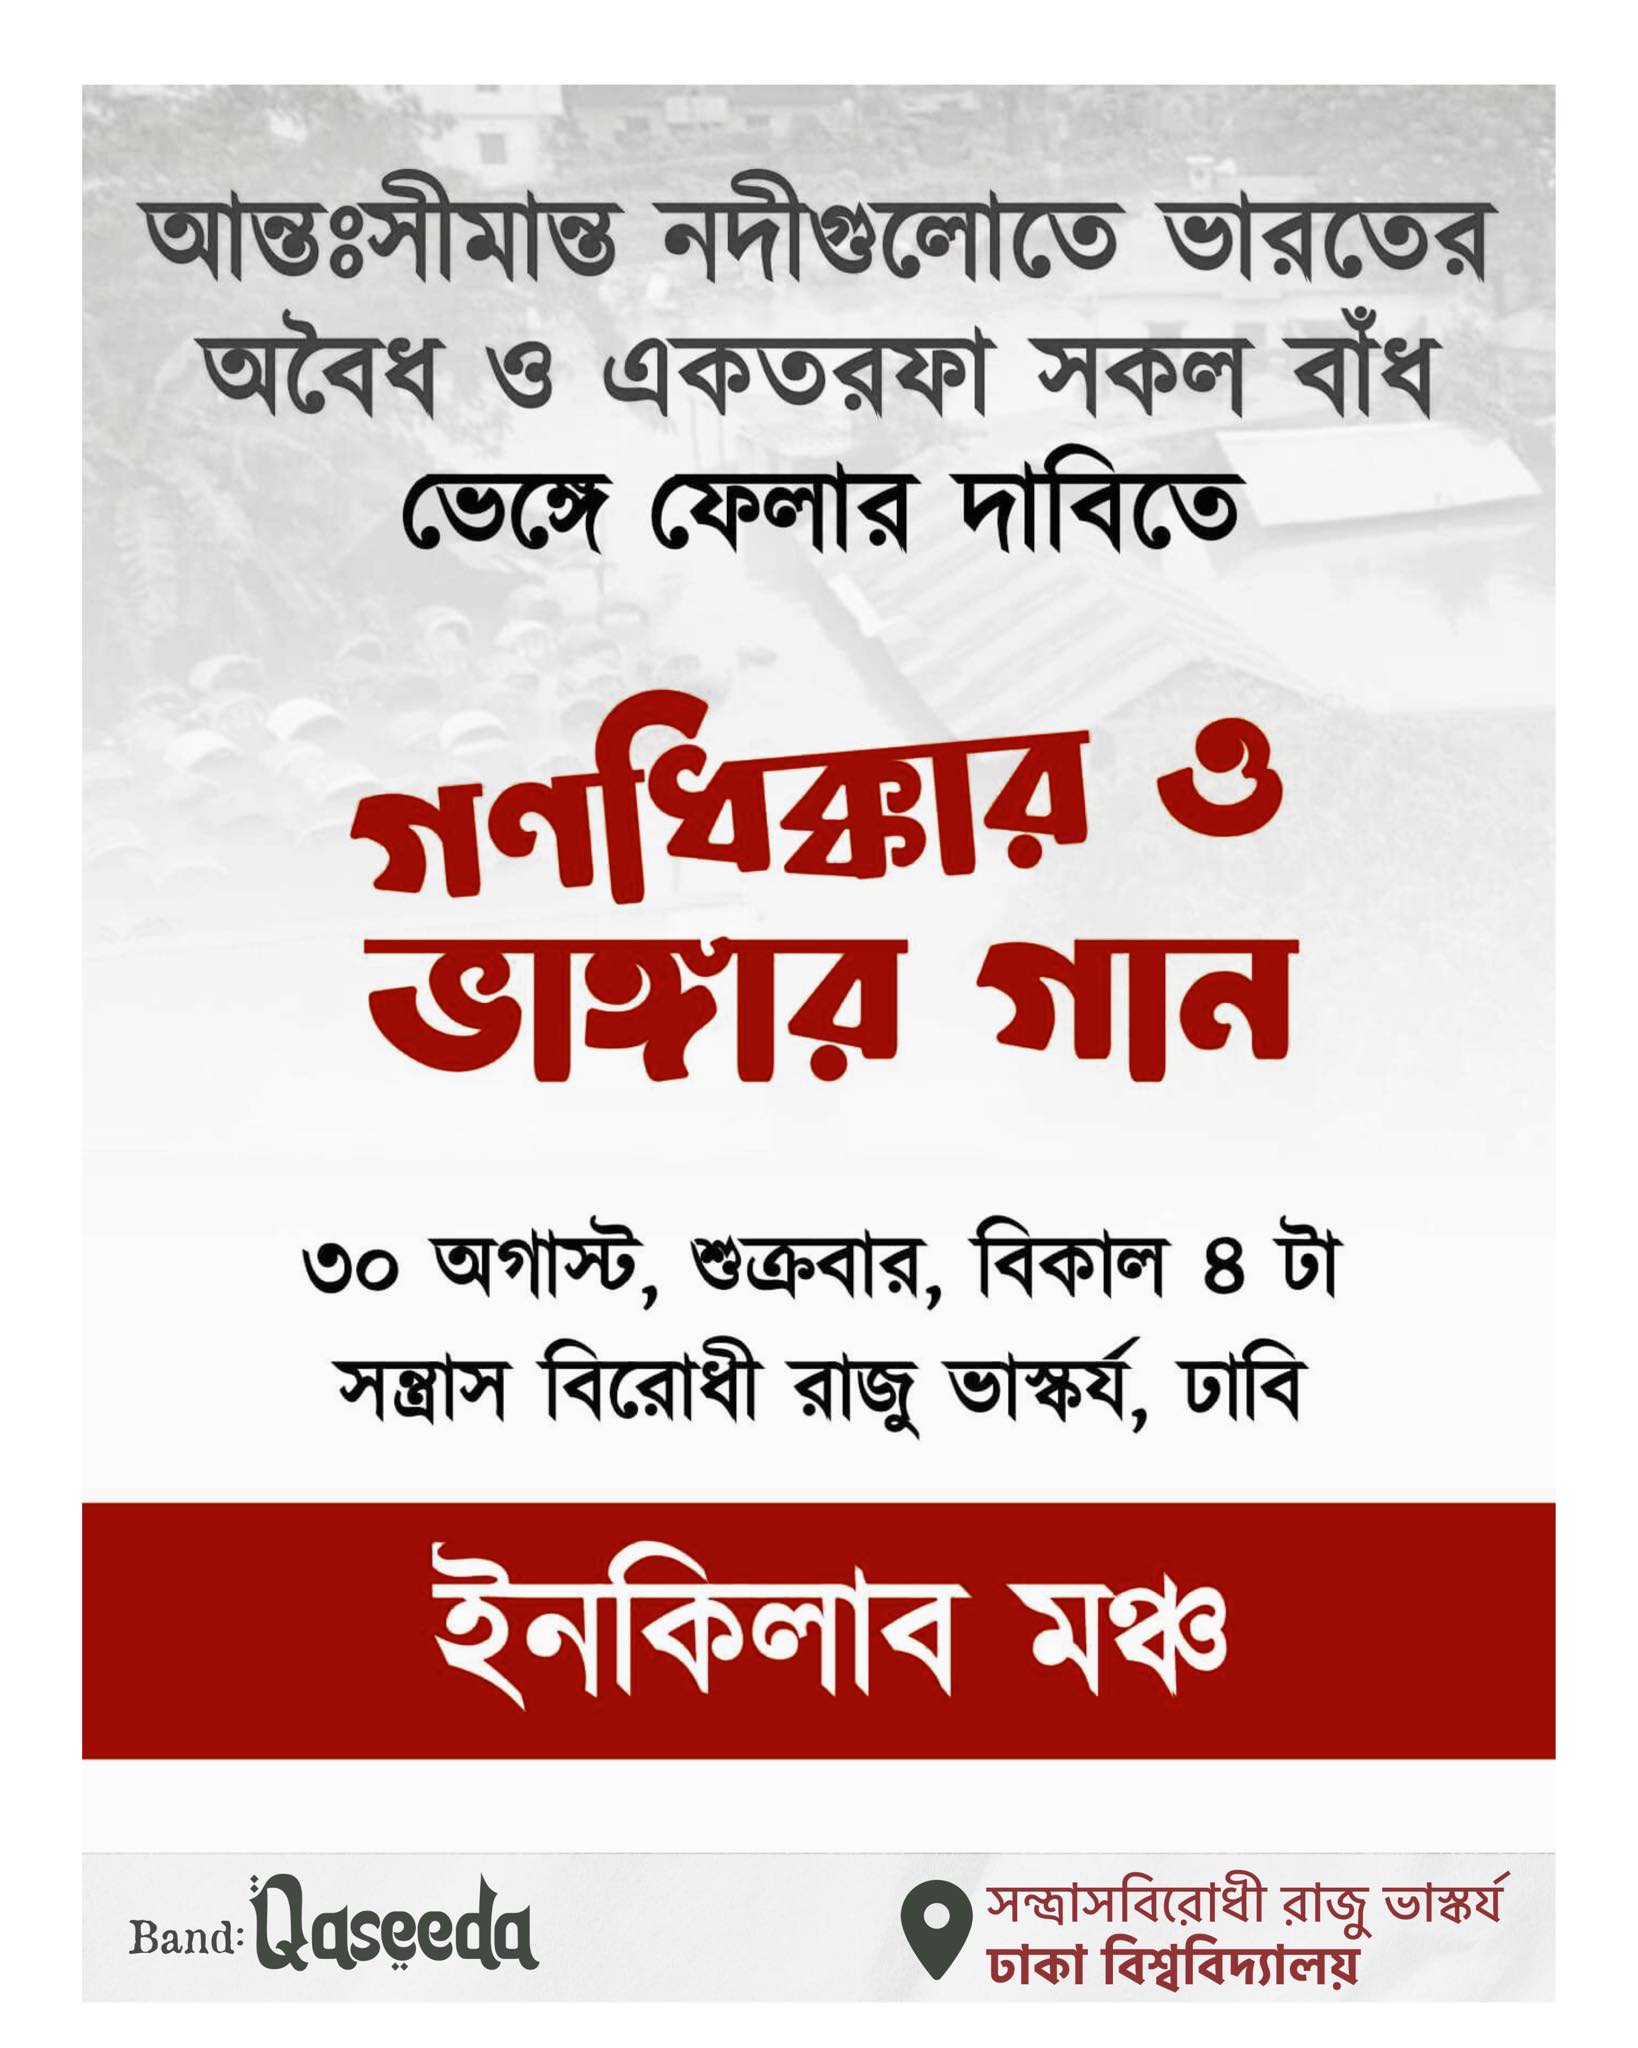 আন্তঃসীমান্ত নদীগুলোতে ভারতের
অবৈধ ও একতরফা সকল বাঁধ
ভেঙ্গে ফেলার দাবিতে
গণধিক্কার ও
ভাঙ্গার গান
৩০ অগাস্ট, শুক্রবার, বিকাল ৪ টা
সন্ত্রাস বিরোধী রাজু ভাস্কর্য, ঢাবি
ইনকিলাব মঞ্চ
Band: Qaseeda
সন্ত্রাসবিরোধী রাজু ভাস্কর্য
ঢাকা বিশ্ববিদ্যালয়